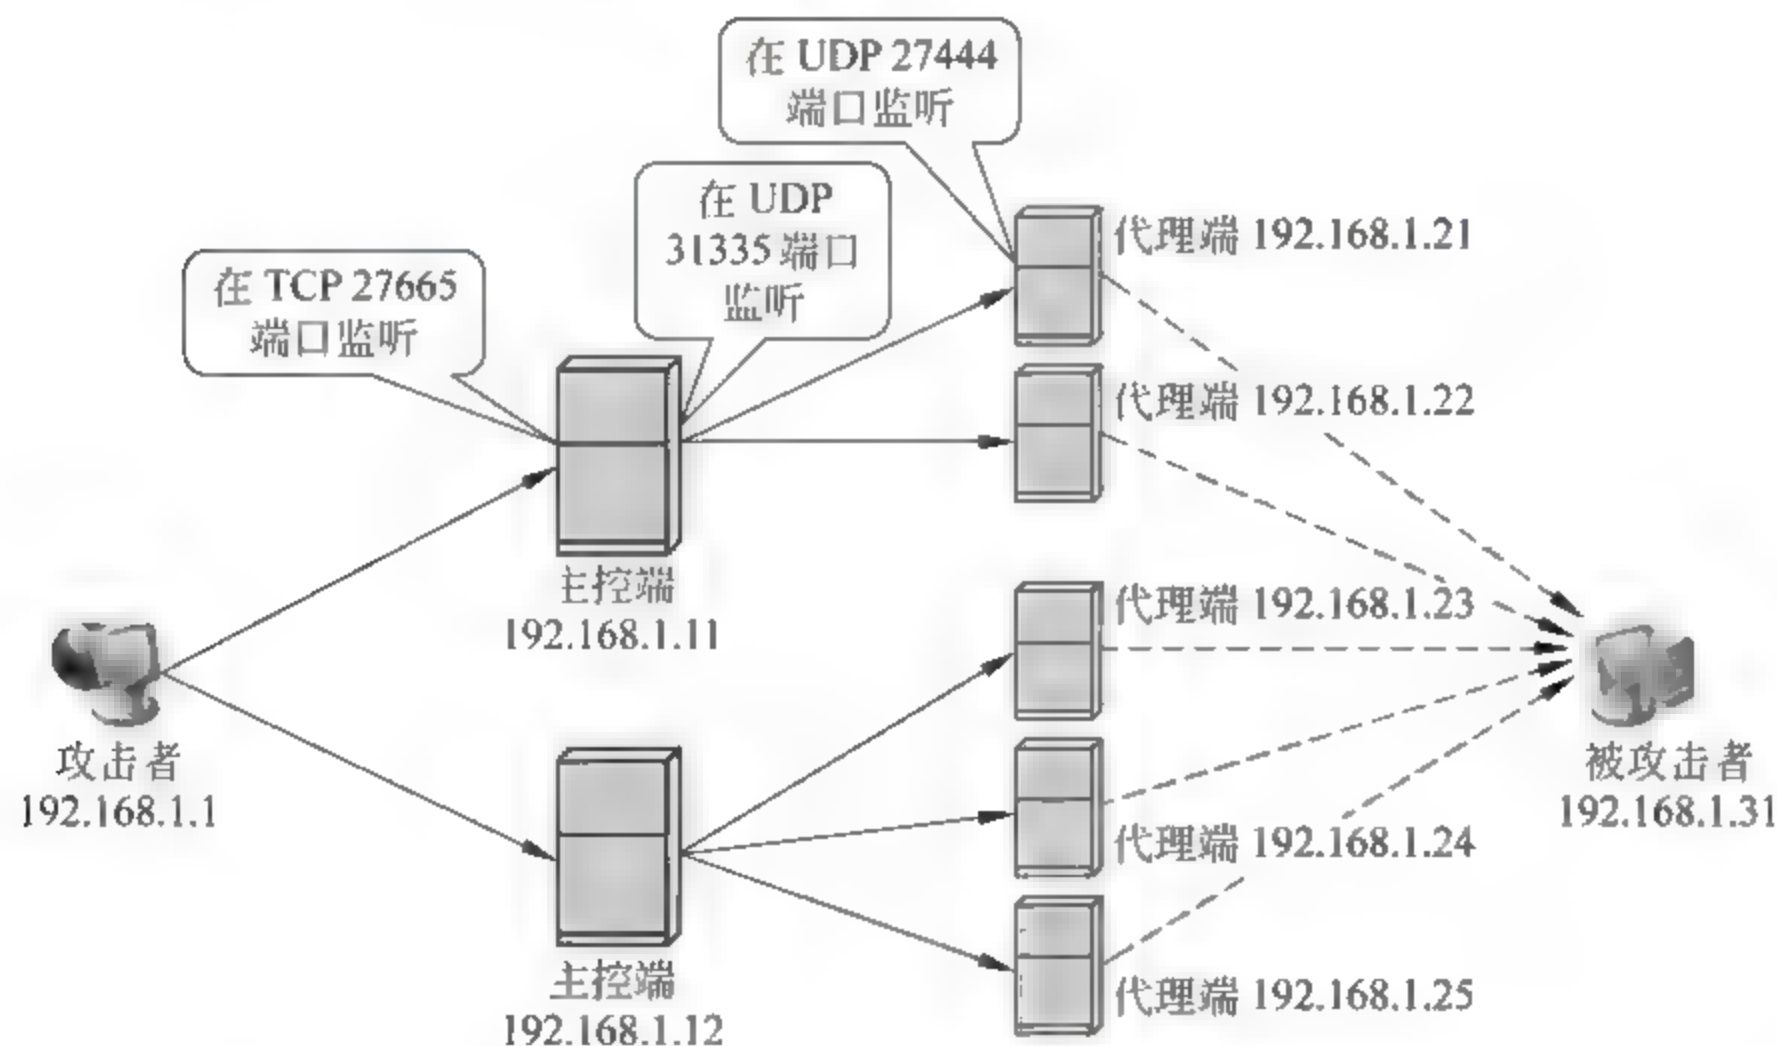 在 UDP 27444
端口监听
在 UDP
31335 端口
监听
在 TCP 27665
端口监听
代理端 192.168.1.21
代理端 192.168.1.22
主控端
192.168.1.11
代理端 192.168.1.23
攻击者
192.168.1.1
被攻击者
192.168.1.31
代理端 192.168.1.24
主控端
192.168.1.12
代理端 192.168.1.25